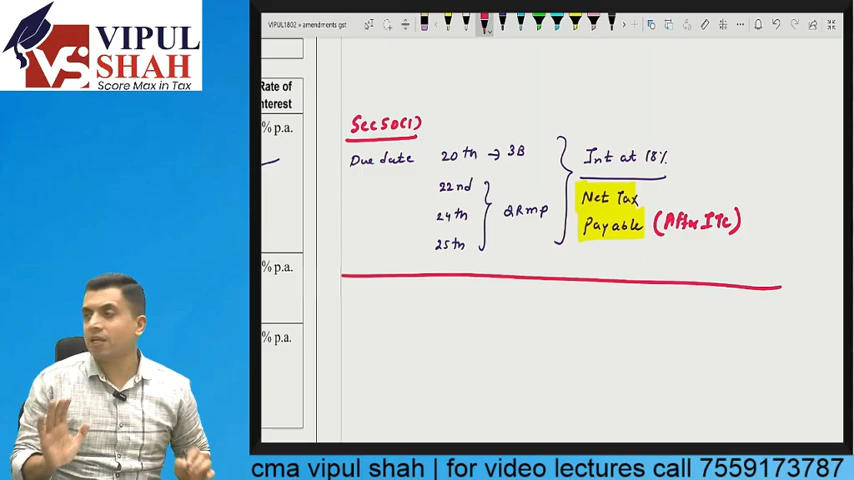 VIPUL
SHAH
Score Max in Tax
VIPUL1802 + amendments gst
Rate of
nterest
% p.a.
% p.a.
% p.a.
Sec 50(1)
Due date 20th → 3B
22nd
24th
25th
QRmp
Int at 18%
Net Tax
Payable (After ITC)
cma vipul shah | for video lectures call 7559173787